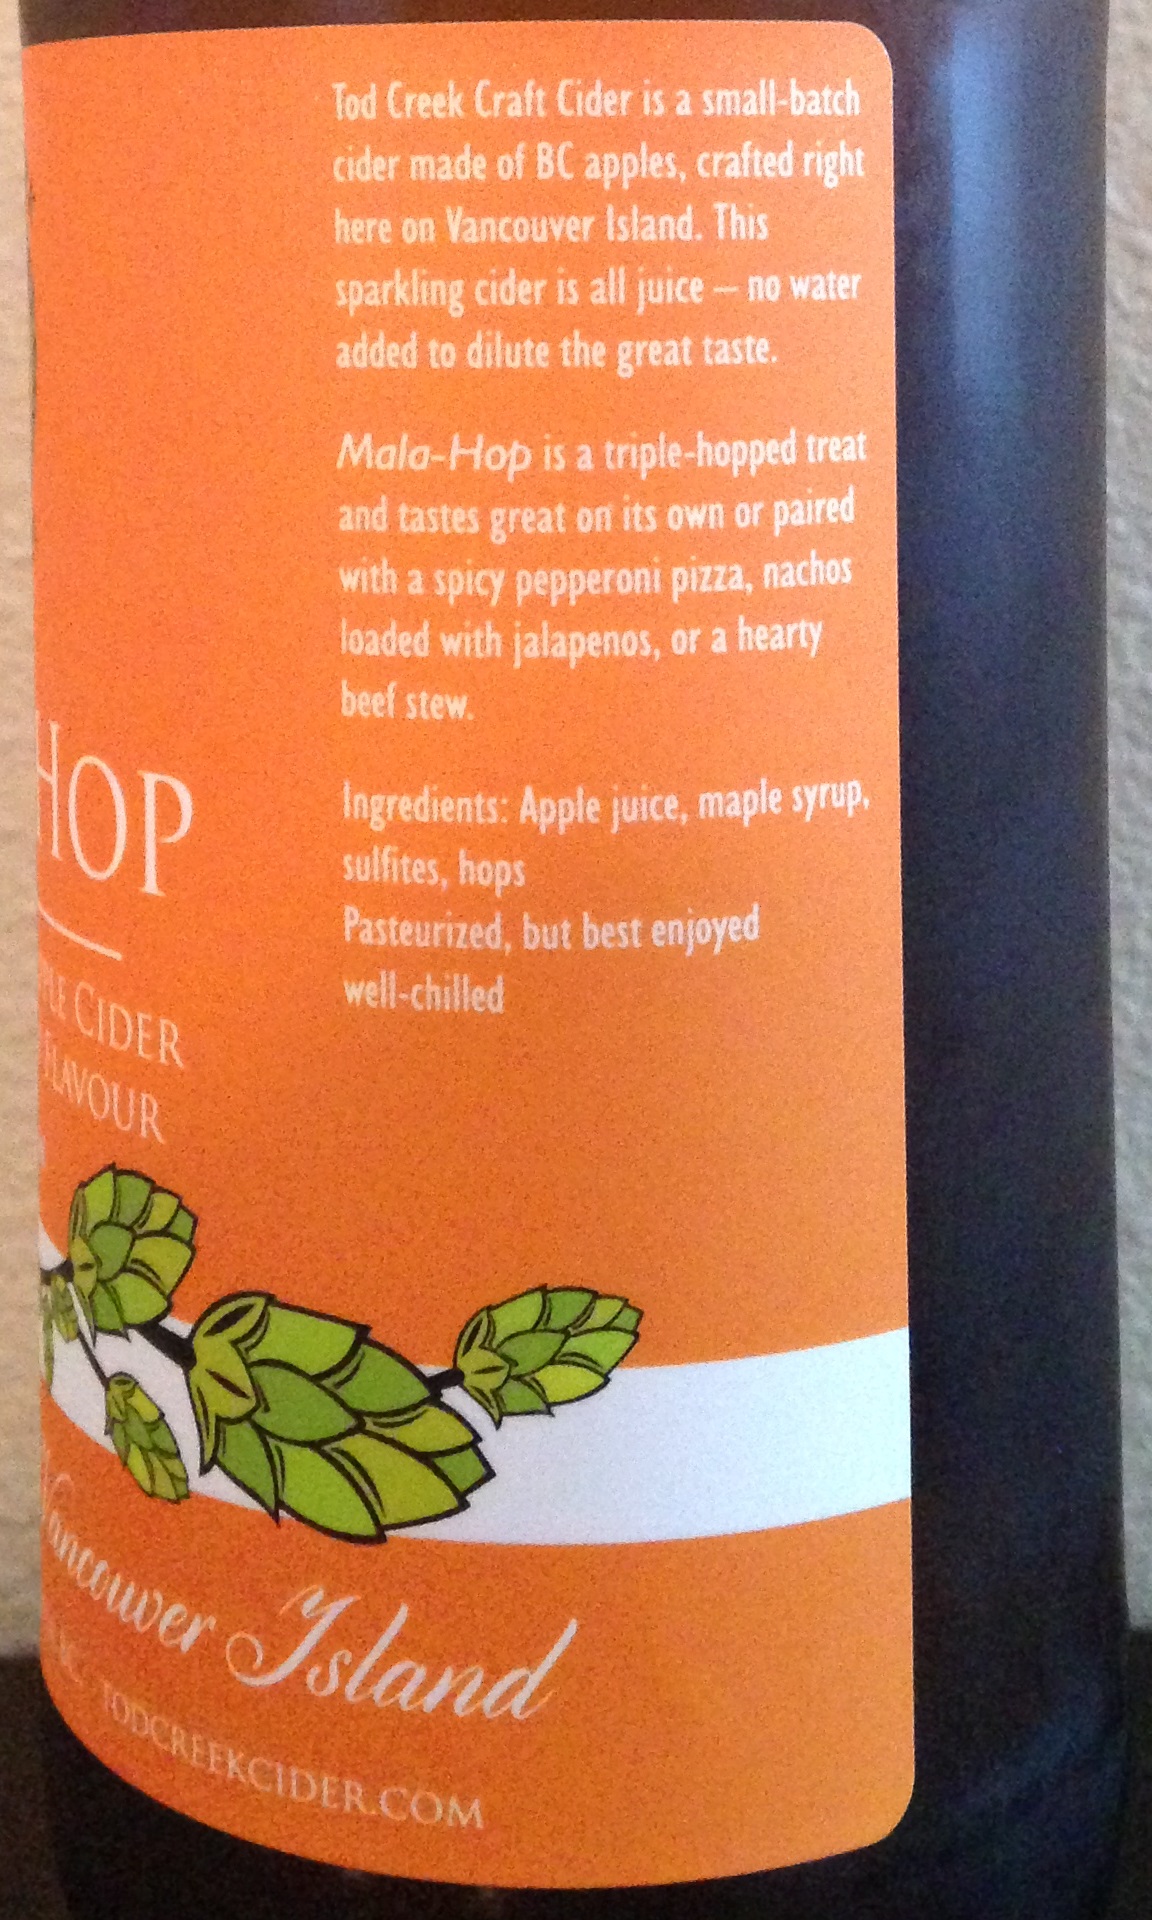 Tod Creek Craft Cider is a small-batch
cider made of BC apples, crafted right
here on Vancouver Island. This
sparkling cider is all juice – no water
added to dilute the great taste.
Mala-Hop is a triple-hopped treat
and tastes great on its own or paired
with a spicy pepperoni pizza, nachos
loaded with jalapenos, or a hearty
beef stew.
Ingredients: Apple juice, maple syrup,
sulfites, hops
Pasteurized, but best enjoyed
well-chilled
HOP
CIDER
FLAVOUR
Vancouver Island
TODCREEKCIDER.COM